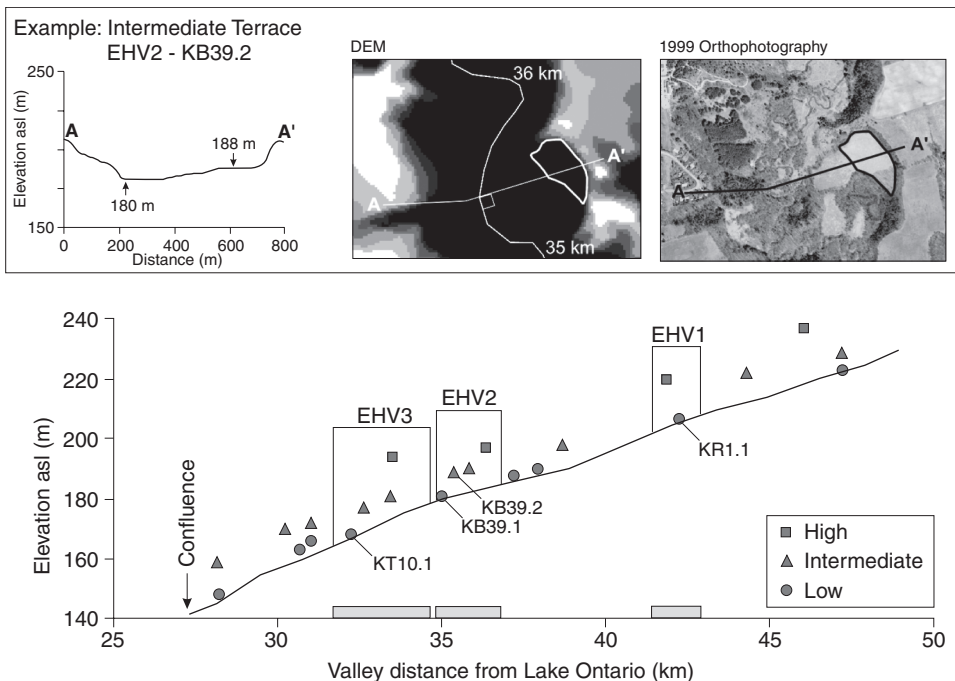 Example: Intermediate Terrace
EHV2 - KB39.2
250
150
Elevation asl (m)
A
A'
188 m
180 m
0
200
400
600
800
Distance (m)
DEM
36 km
A'
A
35 km
1999 Orthophotography
A'
A
240
220
200
180
160
140
Elevation asl (m)
EHV1
EHV2
EHV3
KR1.1
KB39.2
KB39.1
KT10.1
Confluence
High
Intermediate
Low
25
30
35
40
45
50
Valley distance from Lake Ontario (km)